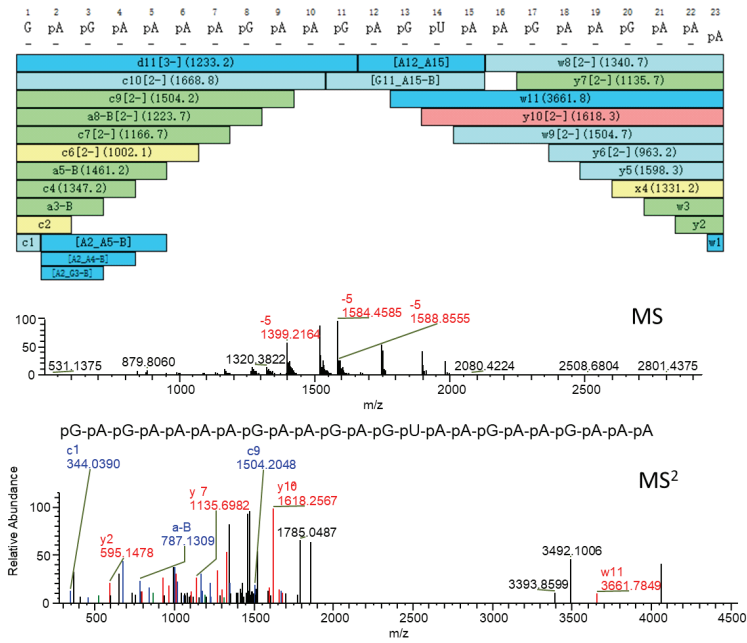 1 2 3 4 5 6 7 8 9 10 11 12 13 14 15 16 17 18 19 20 21 22 23
G pA pG pA pA pA pA pG pA pA pG pA pG pU pA pA pG pA pA pG pA pA pA
d11[3-](1233.2) [A12_A15] w8[2-](1340.7)
c10[2-](1668.8) [G11_A15-B] y7[2-](1135.7)
c9[2-](1504.2) w11(3661.8)
a8-B[2-](1223.7) y10[2-](1618.3)
c7[2-](1166.7) w9[2-](1504.7)
c6[2-](1002.1) y6[2-](963.2)
a5-B(1461.2) y5(1598.3)
c4(1347.2) x4(1331.2)
a3-B w3
c2 y2
c1 [A2_A5-B] w1
[A2_A4-B]
[A2_G3-B]
MS
-5
1399.2164
-5
1584.4585
-5
1588.8555
100
50
0
531.1375 879.8060 1320.3822 2080.4224 2508.6804 2801.4375
1000 1500 2000 2500
m/z
pG-pA-pG-pA-pA-pA-pA-pG-pA-pA-pG-pA-pG-pU-pA-pA-pG-pA-pA-pG-pA-pA-pA
MS2
Relative Abundance
c1
344.0390
c9
1504.2048
y 7
1135.6982
y10
1618.2567
a-B
787.1309
y2
595.1478
1785.0487
3492.1006
3393.8599
w11
3661.7849
100
50
0
500 1000 1500 2000 2500 3000 3500 4000 4500
m/z